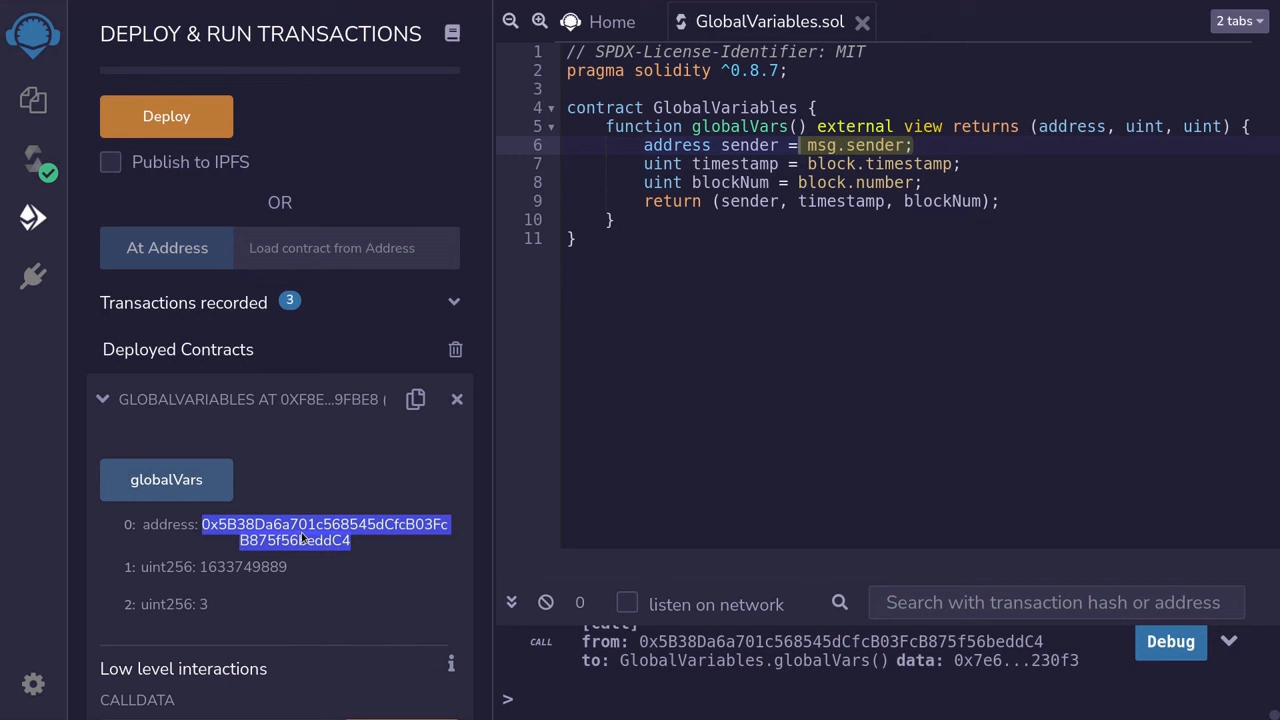 DEPLOY & RUN TRANSACTIONS
Deploy
Publish to IPFS
OR
At Address
Load contract from Address
Transactions recorded 3
Deployed Contracts
GLOBALVARIABLES AT 0XF8E...9FBE8 (
globalVars
0: address: 0x5B38Da6a701c568545dCfcB03Fc
B875f56beddC4
1: uint256: 1633749889
2: uint256: 3
Low level interactions
CALLDATA
Home
GlobalVariables.sol
2 tabs
1 // SPDX-License-Identifier: MIT
2 pragma solidity ^0.8.7;
3
4 contract GlobalVariables {
5 function globalVars() external view returns (address, uint, uint) {
6 address sender = msg.sender;
7 uint timestamp = block.timestamp;
8 uint blockNum = block.number;
9 return (sender, timestamp, blockNum);
10 }
11 }
0
listen on network
Search with transaction hash or address
[call]
CALL
from: 0x5B38Da6a701c568545dCfcB03FcB875f56beddC4
to: GlobalVariables.globalVars() data: 0x7e6...230f3
Debug
>